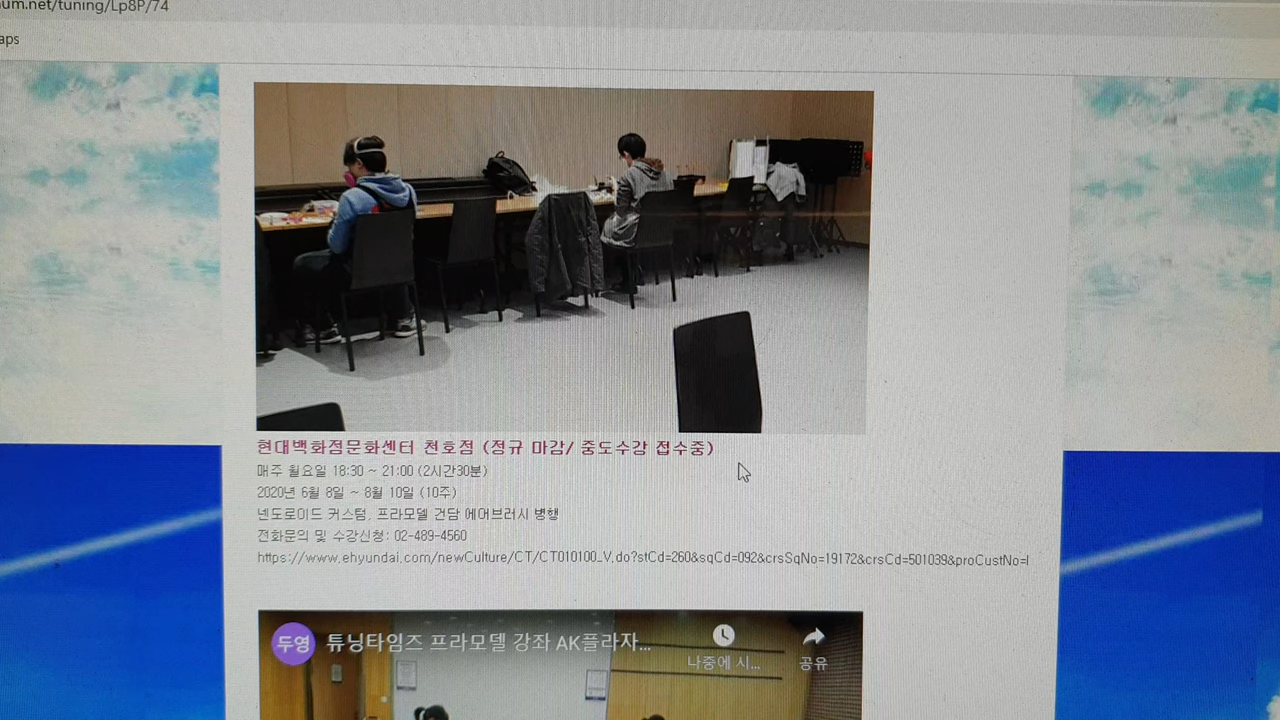 num.net/tuning/Lp8P/74
aps
현대백화점문화센터 천호점 (정규 마감/ 중도수강 접수중)
매주 월요일 18:30 ~ 21:00 (2시간30분)
2020년 6월 8일 ~ 8월 10일 (10주)
넨도로이드 커스텀, 프라모델 건담 에어브러시 병행
전화문의 및 수강신청: 02-489-4560
https://www.ehyundai.com/newCulture/CT/CT010100_V.do?stCd=260&sqCd=092&crsSqNo=19172&crsCd=501039&proCustNo=
두영
튜닝타임즈 프라모델 강좌 AK플라자...
나중에 시...
공유